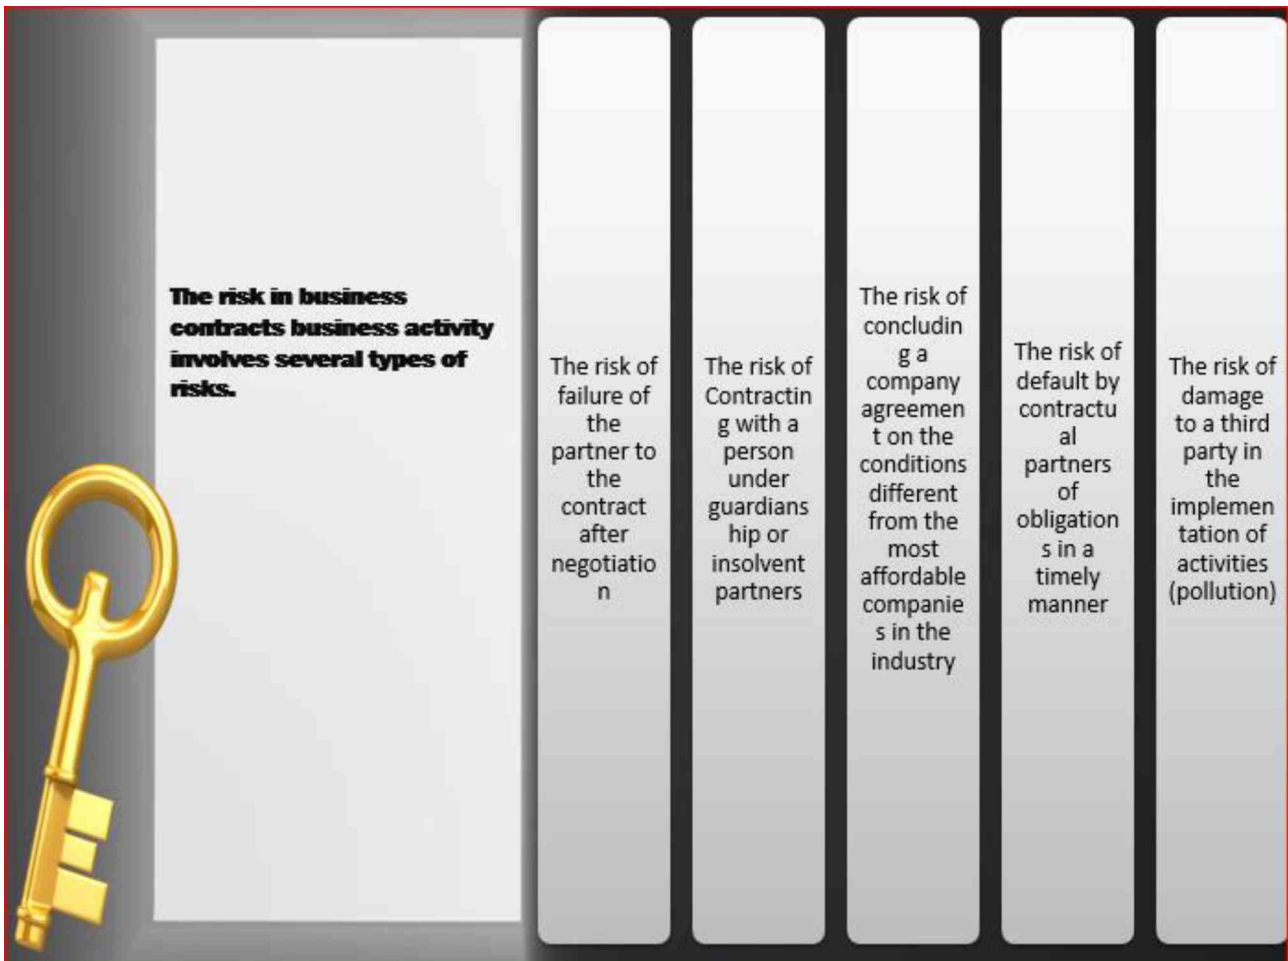 The risk in business
contracts business activity
involves several types of
risks.
The risk of
failure of
the
partner to
the
contract
after
negotiatio
n
The risk of
Contractin
g with a
person
under
guardians
hip or
insolvent
partners
The risk of
concludin
g a
company
agreemen
t on the
conditions
different
from the
most
affordable
companie
s in the
industry
The risk of
default by
contractu
al
partners
of
obligation
s in a
timely
manner
The risk of
damage
to a third
party in
the
implemen
tation of
activities
(pollution)